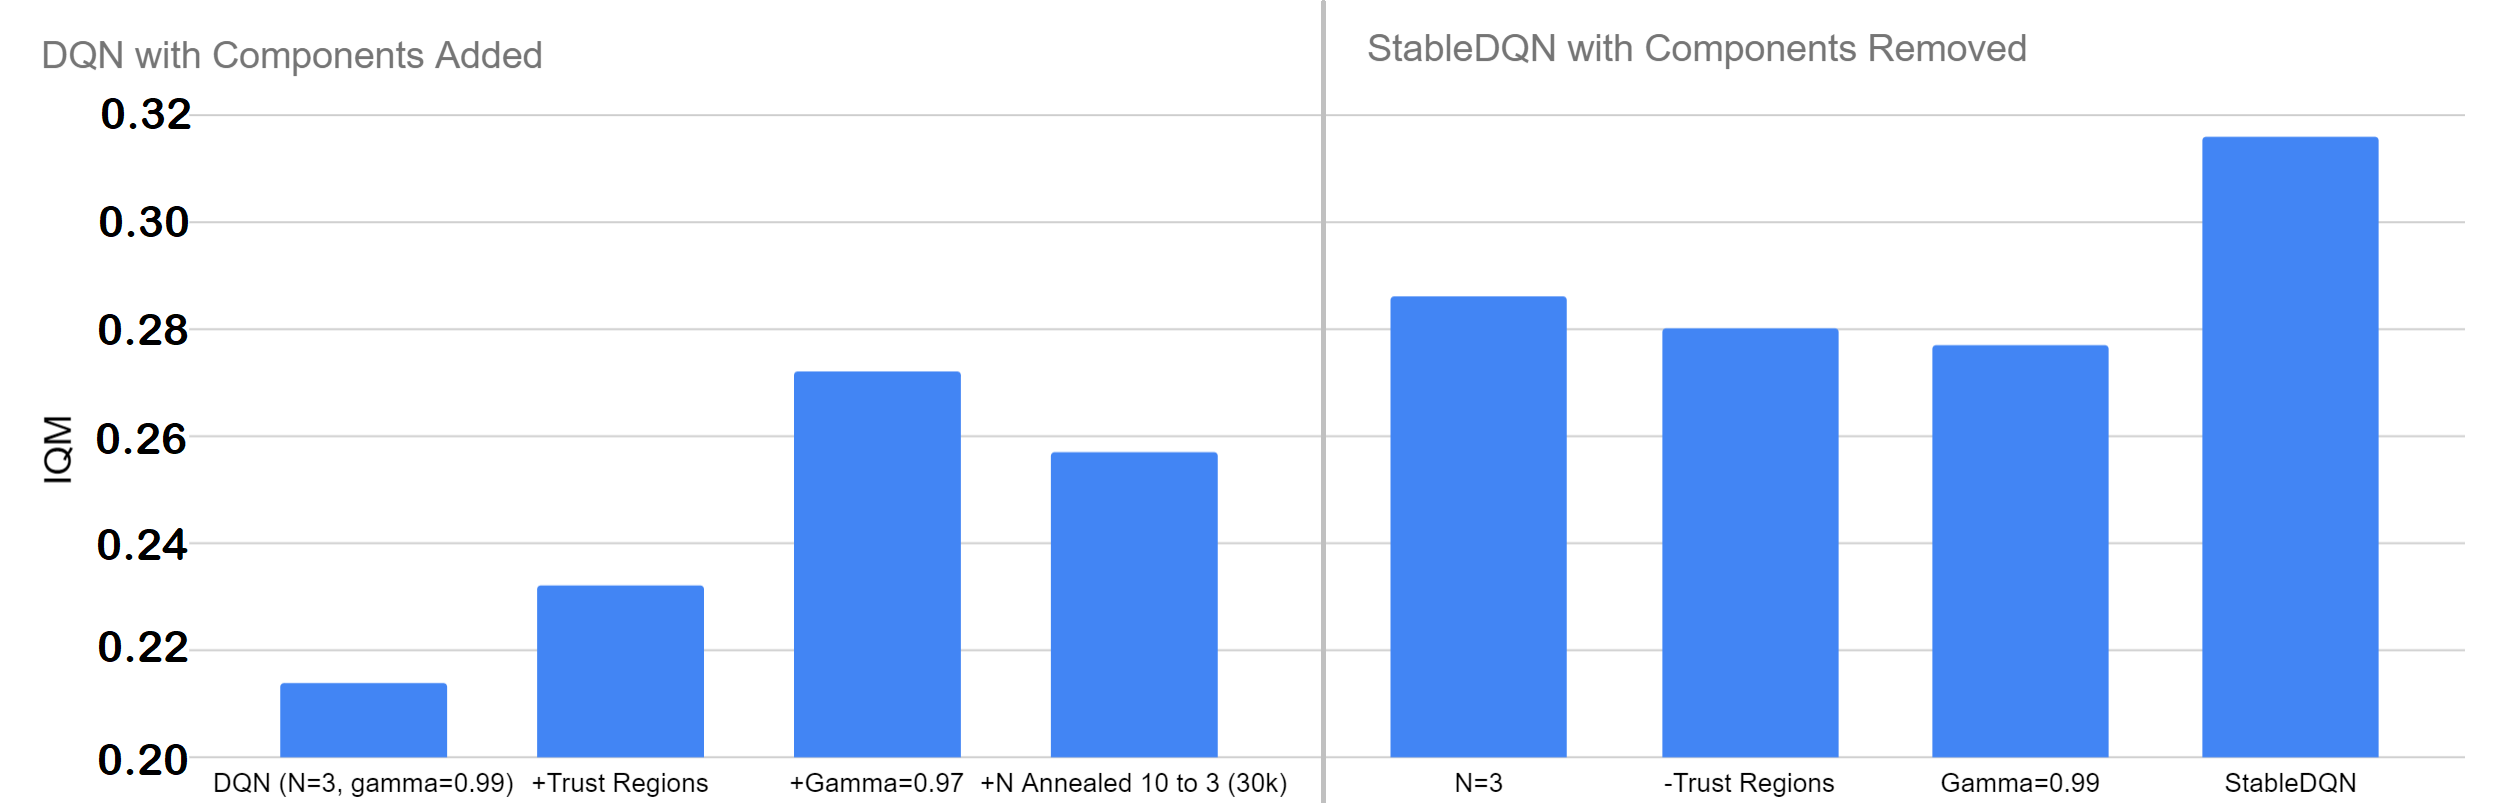 DQN with Components Added
StableDQN with Components Removed
0.32
0.30
0.28
0.26
0.24
0.22
0.20
IQM
DQN (N=3, gamma=0.99)
+Trust Regions
+Gamma=0.97
+N Annealed 10 to 3 (30k)
N=3
-Trust Regions
Gamma=0.99
StableDQN